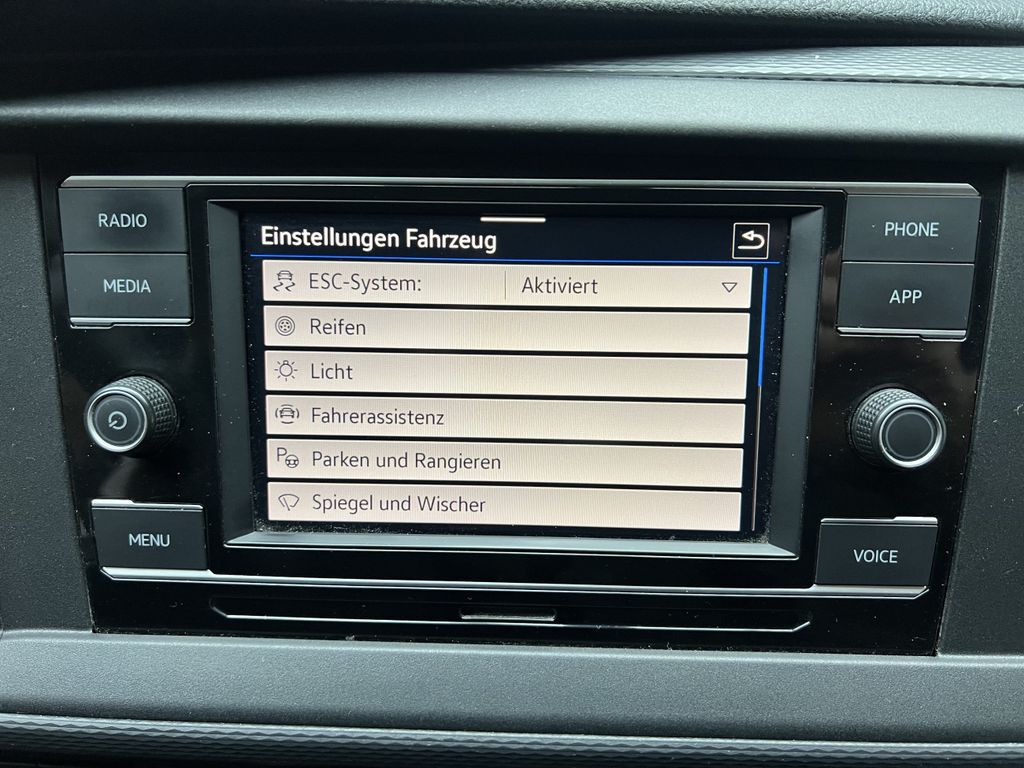 RADIO
MEDIA
MENU
Einstellungen Fahrzeug
ESC-System: Aktiviert
Reifen
Licht
Fahrerassistenz
P Parken und Rangieren
Spiegel und Wischer
PHONE
APP
VOICE